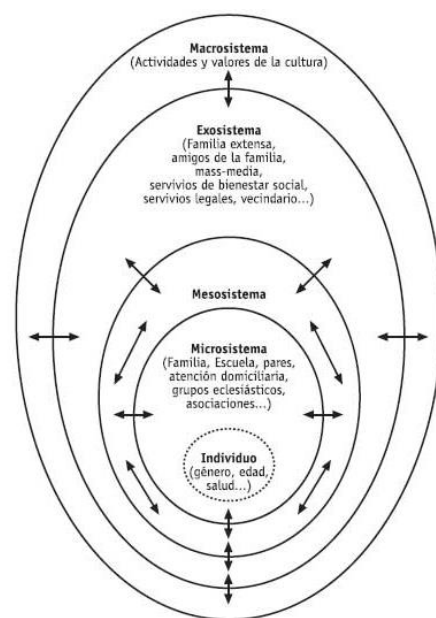 Macrosistema
(Actividades y valores de la cultura)
Exosistema
(Familia extensa,
amigos de la familia,
mass-media,
servivios de bienestar social,
servivios legales, vecindario...)
Mesosistema
Microsistema
(Familia, Escuela, pares,
atención domiciliaria,
grupos eclesiásticos,
asociaciones...)
Individuo
(género, edad,
salud...)